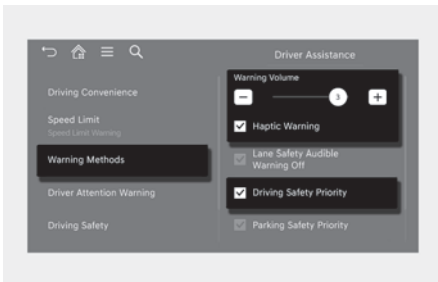 Driver Assistance
Driving Convenience
Speed Limit
Speed Limit Warning
Warning Methods
Driver Attention Warning
Driving Safety
Warning Volume
3
Haptic Warning
Lane Safety Audible
Warning Off
Driving Safety Priority
Parking Safety Priority